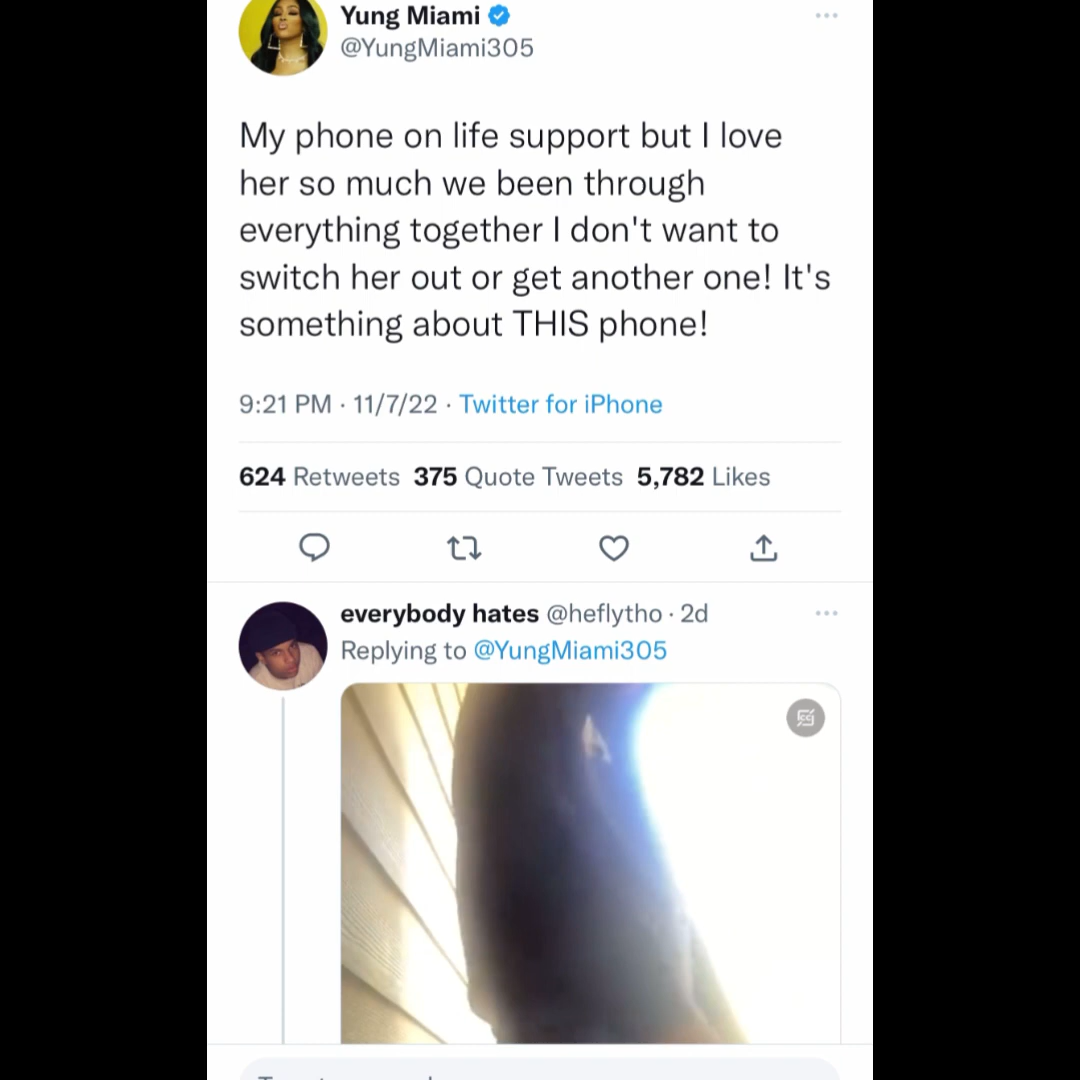 Yung Miami
@YungMiami305
My phone on life support but I love
her so much we been through
everything together I don't want to
switch her out or get another one! It's
something about THIS phone!
9:21 PM · 11/7/22 · Twitter for iPhone
624 Retweets 375 Quote Tweets 5,782 Likes
everybody hates @heflytho · 2d
Replying to @YungMiami305